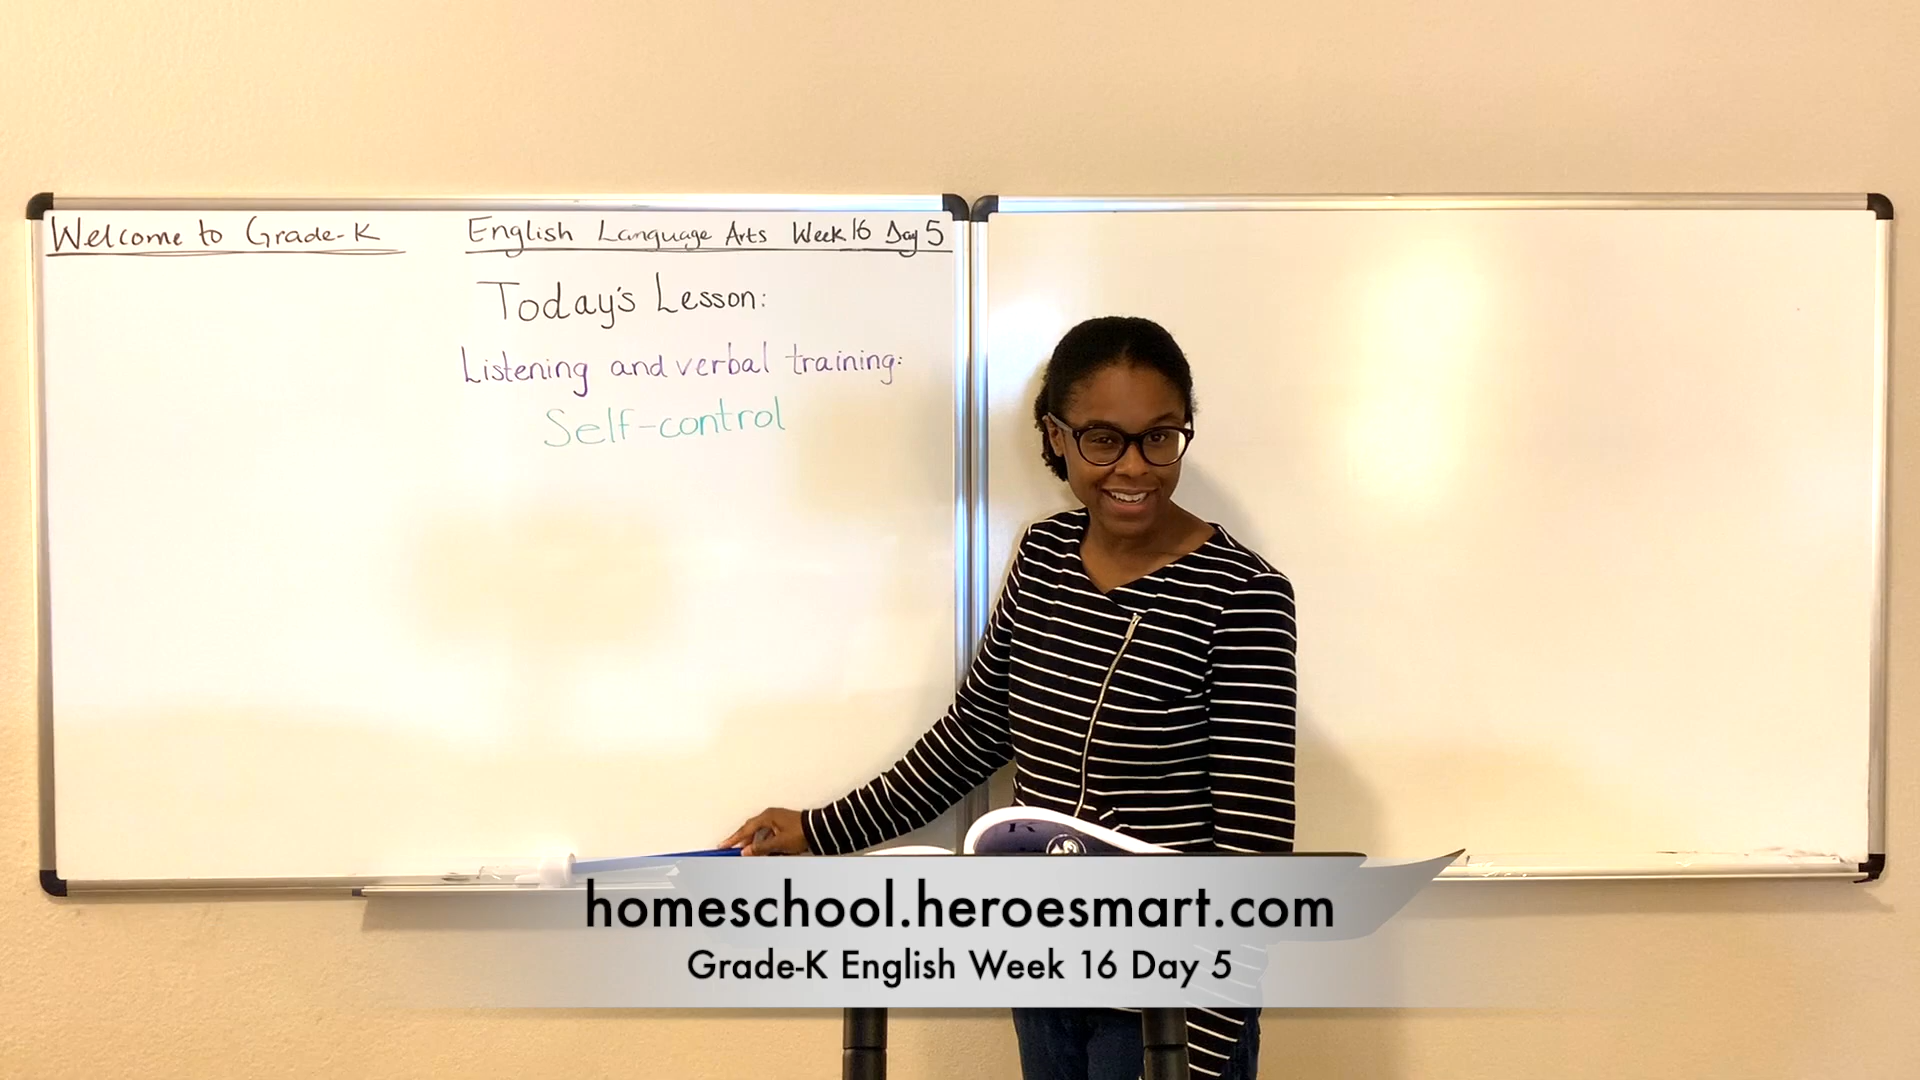 Welcome to Grade-K
English Language Arts Week 16 Day 5
Today's Lesson:
Listening and verbal training:
Self-control
K
homeschool.heroesmart.com
Grade-K English Week 16 Day 5